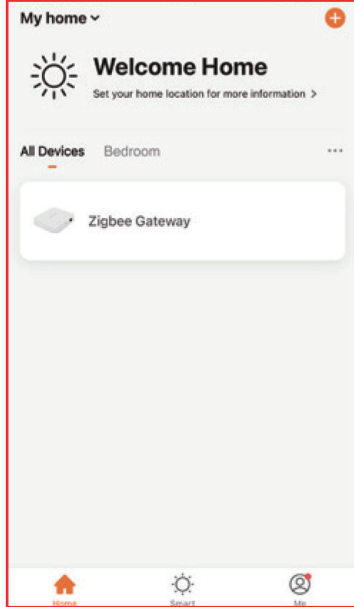 My home
Welcome Home
Set your home location for more information >
All Devices Bedroom
Zigbee Gateway
Home Smart Me